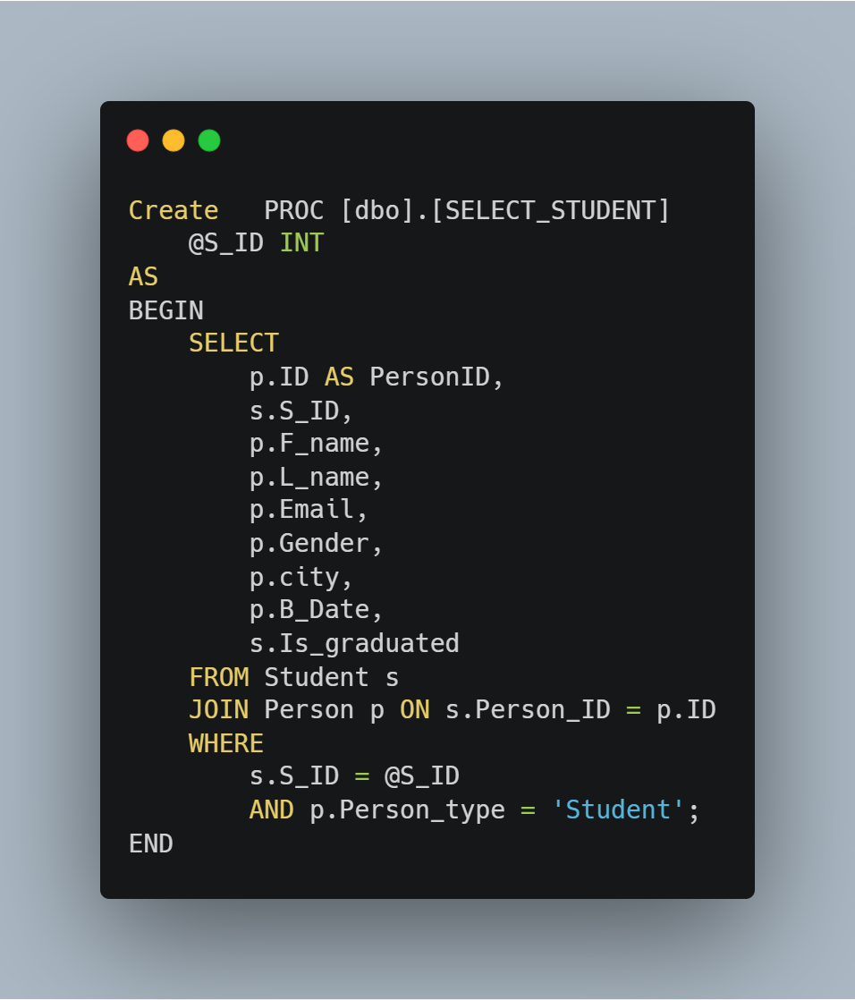 Create   PROC [dbo].[SELECT_STUDENT]
    @S_ID INT
AS
BEGIN
    SELECT
        p.ID AS PersonID,
        s.S_ID,
        p.F_name,
        p.L_name,
        p.Email,
        p.Gender,
        p.city,
        p.B_Date,
        s.Is_graduated
    FROM Student s
    JOIN Person p ON s.Person_ID = p.ID
    WHERE
        s.S_ID = @S_ID
        AND p.Person_type = 'Student';
END